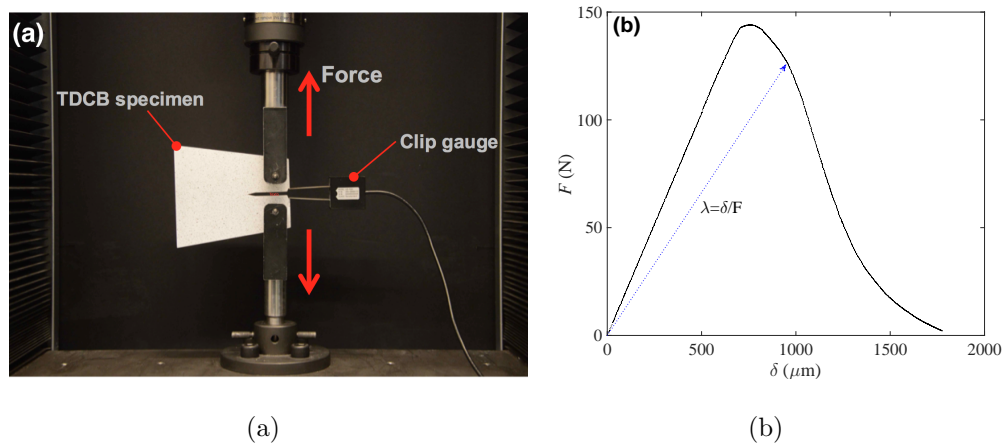 (a)
Force
TDCB specimen
Clip gauge
(a)
(b)
F (N)
150
100
50
0
λ=δ/F
0
500
1000
1500
2000
δ (μm)
(b)